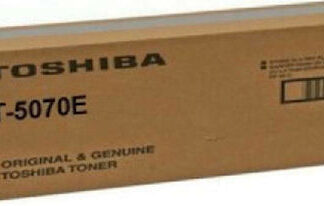 TOSHIBA
T-5070E
ORIGINAL & GENUINE
TOSHIBA TONER